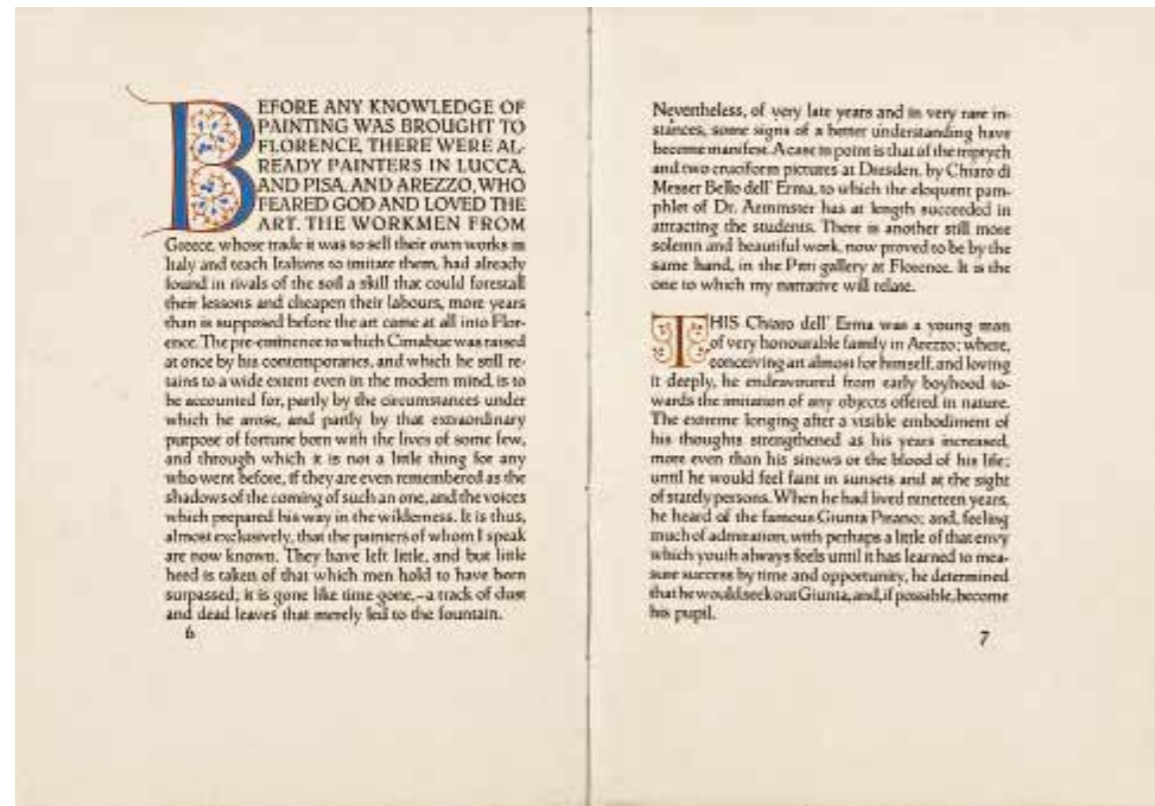 BEFORE ANY KNOWLEDGE OF
PAINTING WAS BROUGHT TO
FLORENCE, THERE WERE AL-
READY PAINTERS IN LUCCA,
AND PISA, AND AREZZO, WHO
FEARED GOD AND LOVED THE
ART. THE WORKMEN FROM
Greece, whose trade it was to sell their own works in
Italy and teach Italians to imitate them, had already
found in rivals of the soil a skill that could forestall
their lessons and cheapen their labours, more years
than is supposed before the art came at all into Flor-
ence. The pre-eminence to which Cimabue was raised
at once by his contemporaries, and which he still re-
tains to a wide extent even in the modern mind, is to
be accounted for, partly by the circumstances under
which he arose, and partly by that extraordinary
purpose of fortune born with the lives of some few,
and through which it is not a little thing for any
who went before, if they are even remembered as the
shadows of the coming of such an one, and the voices
which prepared his way in the wilderness. It is thus,
almost exclusively, that the painters of whom I speak
are now known. They have left little, and but little
heed is taken of that which men hold to have been
surpassed; it is gone like time gone,–a track of dust
and dead leaves that merely led to the fountain.
6
Nevertheless, of very late years and in very rare in-
stances, some signs of a better understanding have
become manifest. A case in point is that of the triptych
and two cruciform pictures at Dresden, by Chiaro di
Messer Bello dell' Erma, to which the eloquent pam-
phlet of Dr. Aemmster has at length succeeded in
attracting the students. There is another still more
solemn and beautiful work, now proved to be by the
same hand, in the Pitti gallery at Florence. It is the
one to which my narrative will relate.
THIS Chiaro dell' Erma was a young man
of very honourable family in Arezzo; where,
conceiving art almost for himself, and loving
it deeply, he endeavoured from early boyhood to-
wards the imitation of any objects offered in nature.
The extreme longing after a visible embodiment of
his thoughts strengthened as his years increased,
more even than his sinews or the blood of his life;
until he would feel faint in sunsets and at the sight
of stately persons. When he had lived nineteen years,
he heard of the famous Giunta Pisano; and, feeling
much of admiration, with perhaps a little of that envy
which youth always feels until it has learned to mea-
sure success by time and opportunity, he determined
that he would seek out Giunta, and, if possible, become
his pupil.
7